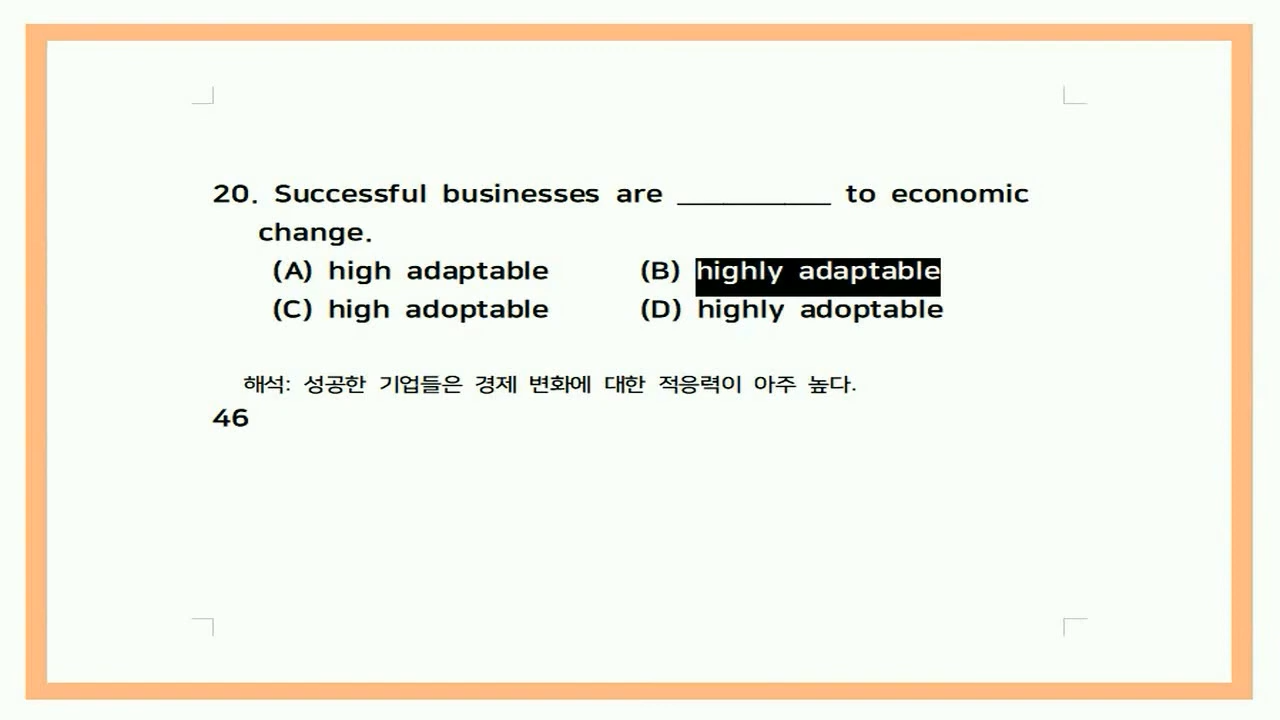 20. Successful businesses are __________ to economic
change.
(A) high adaptable (B) highly adaptable
(C) high adoptable (D) highly adoptable
해석: 성공한 기업들은 경제 변화에 대한 적응력이 아주 높다.
46